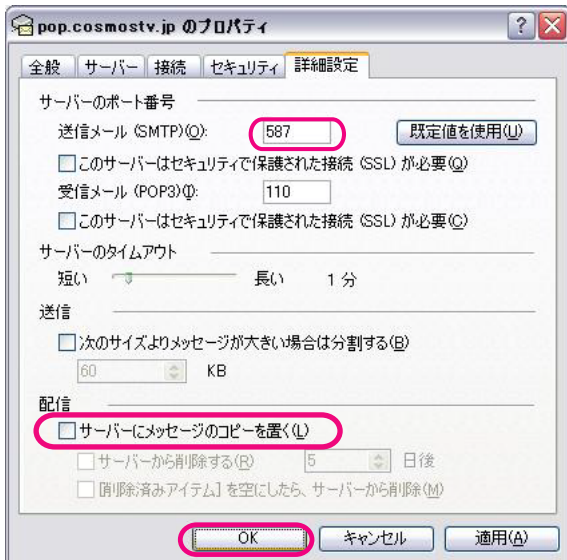 pop.cosmostv.jp のプロパティ
全般 サーバー 接続 セキュリティ 詳細設定
サーバーのポート番号
送信メール (SMTP)(O): 587 既定値を使用(U)
このサーバーはセキュリティで保護された接続 (SSL) が必要(Q)
受信メール (POP3)(I): 110
このサーバーはセキュリティで保護された接続 (SSL) が必要(C)
サーバーのタイムアウト
短い 長い 1 分
送信
次のサイズよりメッセージが大きい場合は分割する(B)
60 KB
配信
サーバーにメッセージのコピーを置く(L)
サーバーから削除する(R) 5 日後
[削除済みアイテム] を空にしたら、サーバーから削除(M)
OK キャンセル 適用(A)